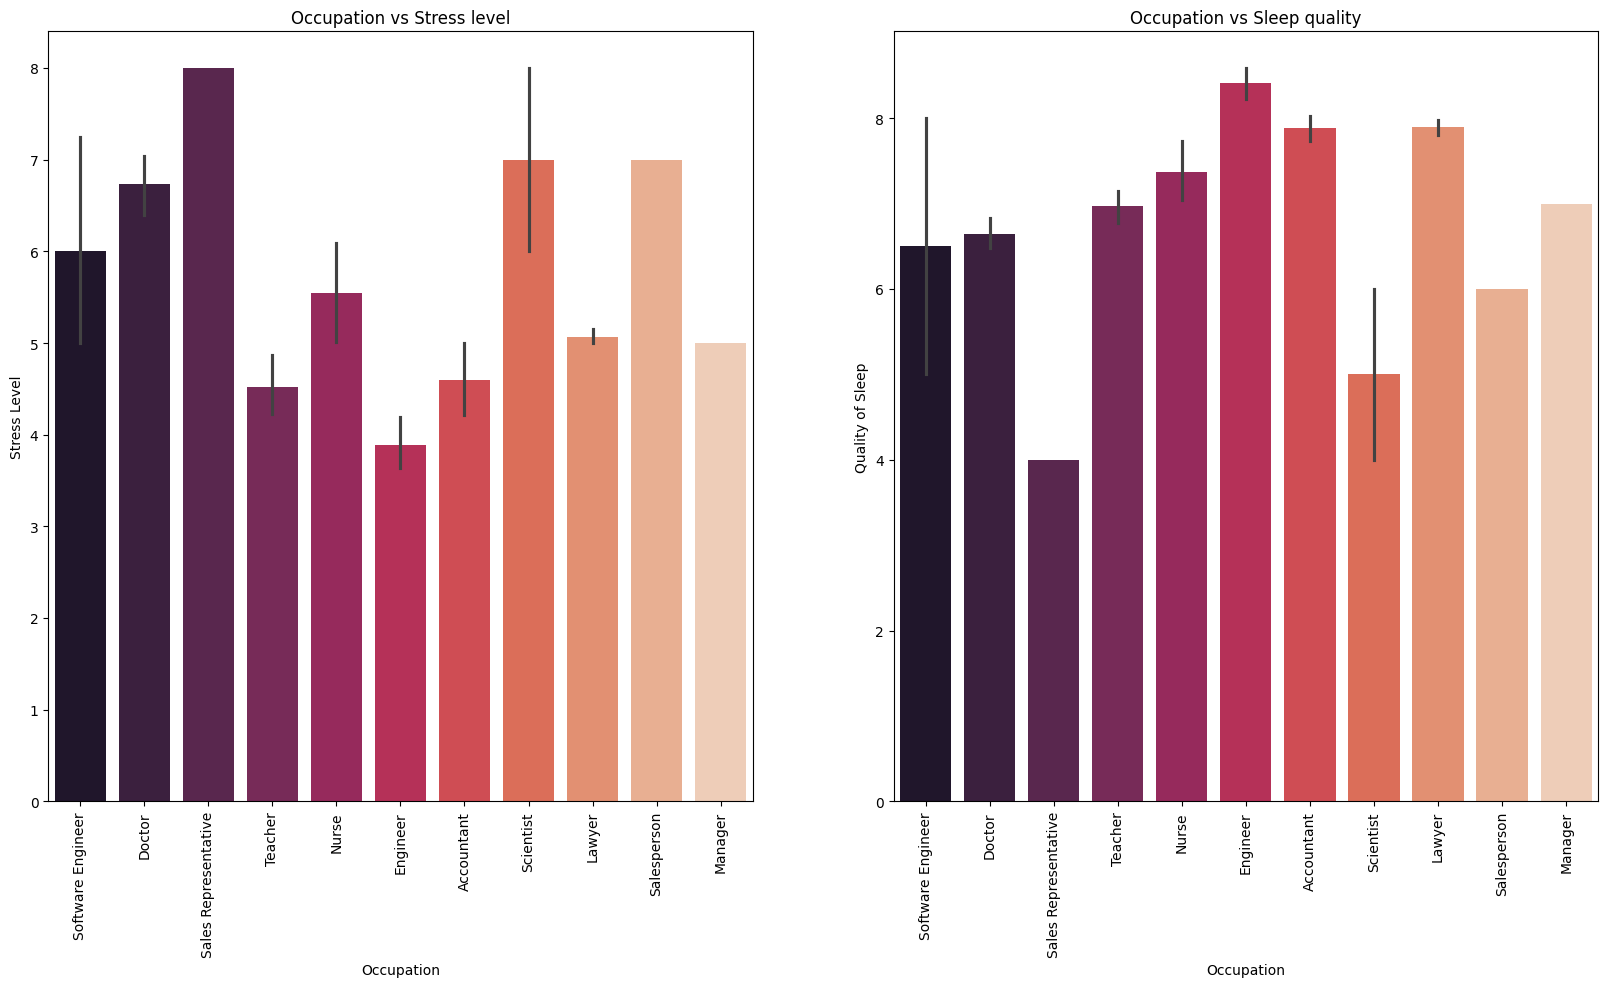 Occupation vs Stress level
Stress Level
8
7
6
5
4
3
2
1
0
Software Engineer
Doctor
Sales Representative
Teacher
Nurse
Engineer
Accountant
Scientist
Lawyer
Salesperson
Manager
Occupation
Occupation vs Sleep quality
Quality of Sleep
8
6
4
2
0
Software Engineer
Doctor
Sales Representative
Teacher
Nurse
Engineer
Accountant
Scientist
Lawyer
Salesperson
Manager
Occupation